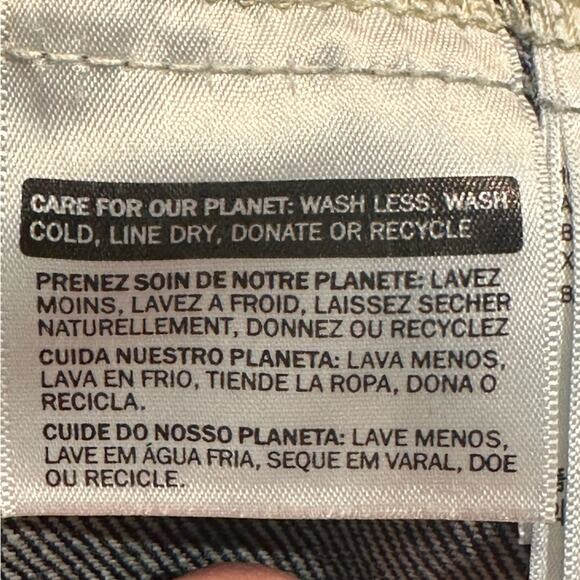 CARE FOR OUR PLANET: WASH LESS, WASH
COLD, LINE DRY, DONATE OR RECYCLE
PRENEZ SOIN DE NOTRE PLANETE: LAVEZ
MOINS, LAVEZ A FROID, LAISSEZ SECHER
NATURELLEMENT, DONNEZ OU RECYCLEZ
CUIDA NUESTRO PLANETA: LAVA MENOS,
LAVA EN FRIO, TIENDE LA ROPA, DONA O
RECICLA.
CUIDE DO NOSSO PLANETA: LAVE MENOS,
LAVE EM ÁGUA FRIA, SEQUE EM VARAL, DOE
OU RECICLE.